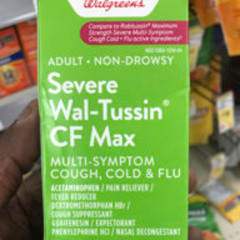 Walgreens
Compare to Robitussin® Maximum
Strength Severe Multi-Symptom
Cough Cold + Flu active ingredients‡
ADULT • NON-DROWSY
Severe
Wal-Tussin®
CF Max
MULTI-SYMPTOM
COUGH, COLD & FLU
ACETAMINOPHEN / PAIN RELIEVER /
FEVER REDUCER
DEXTROMETHORPHAN HBr /
COUGH SUPPRESSANT
GUAIFENESIN / EXPECTORANT
PHENYLEPHRINE HCl / NASAL DECONGESTANT